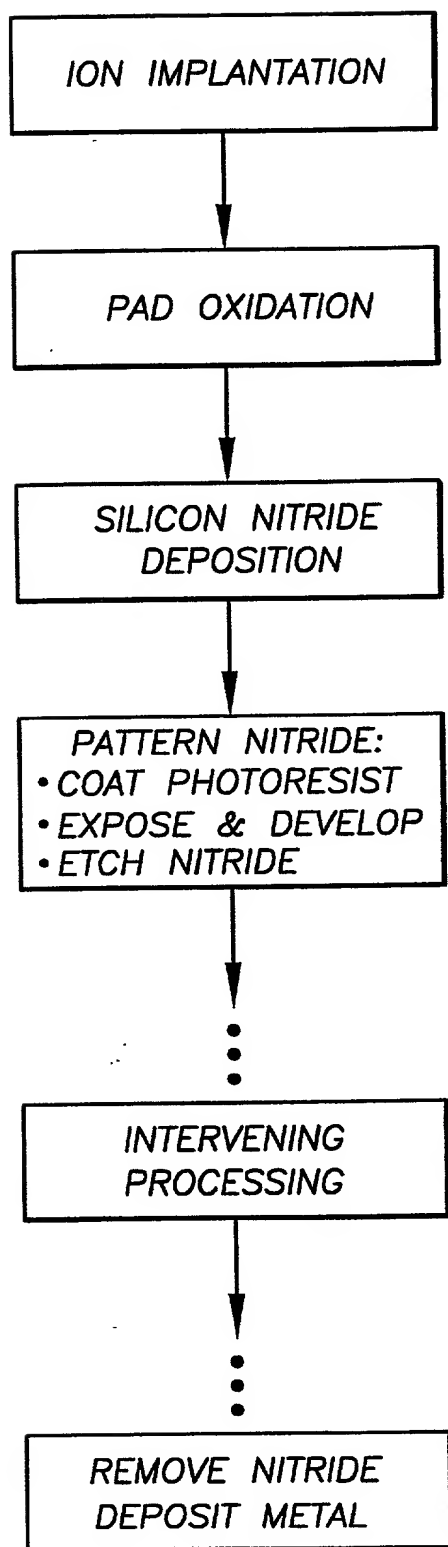 ION IMPLANTATION
PAD OXIDATION
SILICON NITRIDE
DEPOSITION
PATTERN NITRIDE:
• COAT PHOTORESIST
• EXPOSE & DEVELOP
• ETCH NITRIDE
INTERVENING
PROCESSING
REMOVE NITRIDE
DEPOSIT METAL